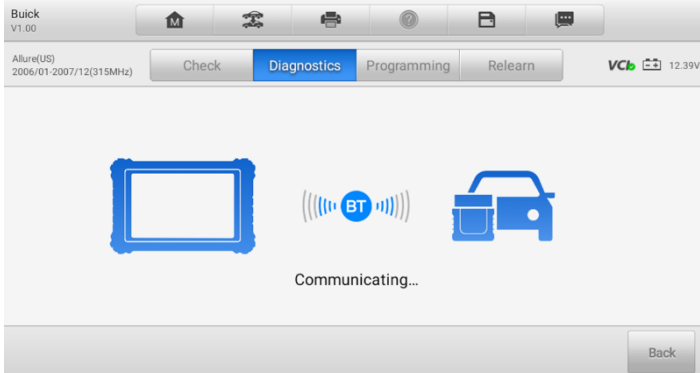 Buick
V1.00
M
?
Allure(US)
2006/01-2007/12(315MHz)
Check
Diagnostics
Programming
Relearn
VCI
12.39V
BT
Communicating...
Back